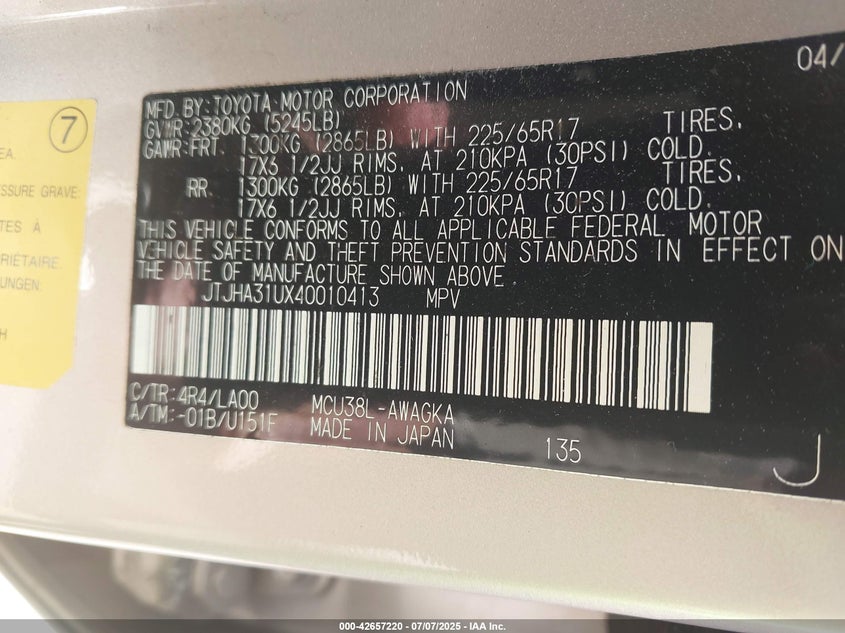 04/
MFD. BY: TOYOTA MOTOR CORPORATION
GVWR: 2380KG (5245LB)
GAWR: FRT. 1300KG (2865LB) WITH 225/65R17 TIRES,
17X6 1/2JJ RIMS, AT 210KPA (30PSI) COLD.
RR. 1300KG (2865LB) WITH 225/65R17 TIRES,
17X6 1/2JJ RIMS, AT 210KPA (30PSI) COLD.
THIS VEHICLE CONFORMS TO ALL APPLICABLE FEDERAL MOTOR
VEHICLE SAFETY AND THEFT PREVENTION STANDARDS IN EFFECT ON
THE DATE OF MANUFACTURE SHOWN ABOVE
JTJHA31UX40010413 MPV
C/TR: 4R4/LA00 MCU38L-AWAGKA
A/TM: -01B/U151F MADE IN JAPAN 135
J
7
EA.
SSURE GRAVE:
TES À
PRIÉTAIRE.
UNGEN:
H
000-42657220 - 07/07/2025 - IAA Inc.